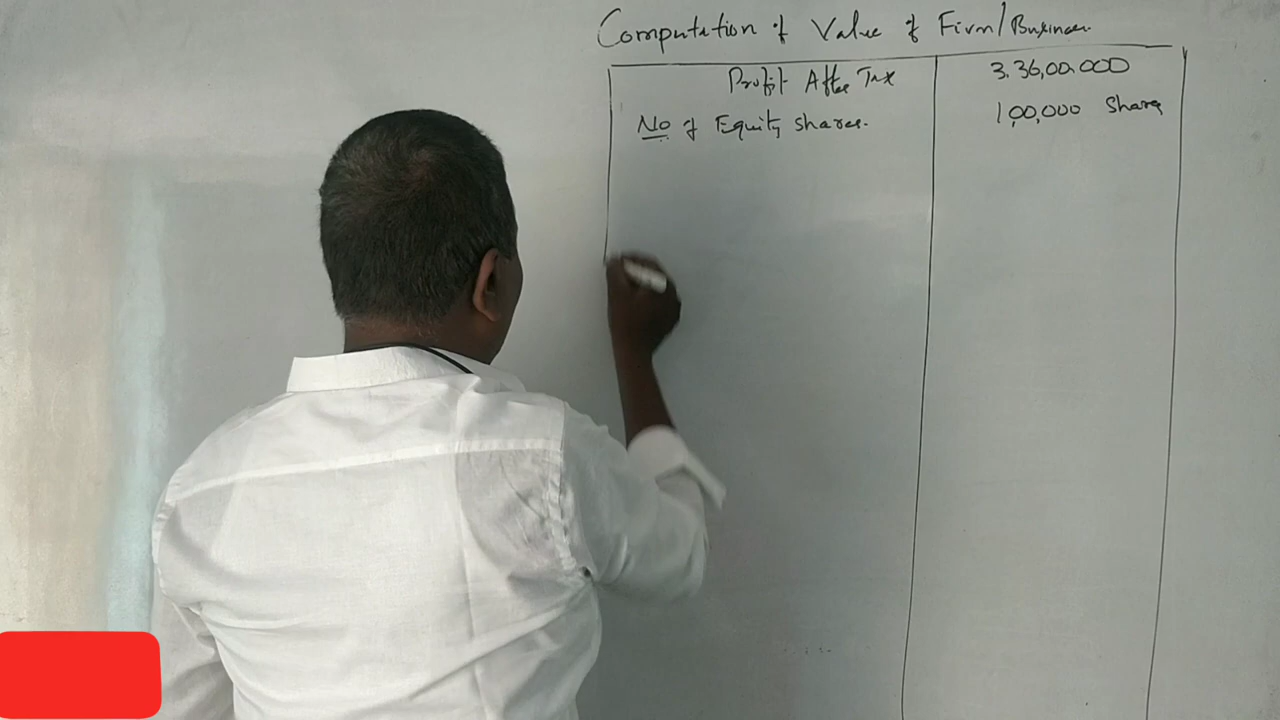 Computation of Value of Firm/Business
Profit After Tax 3,36,00,000
No of Equity shares. 1,00,000 Shares